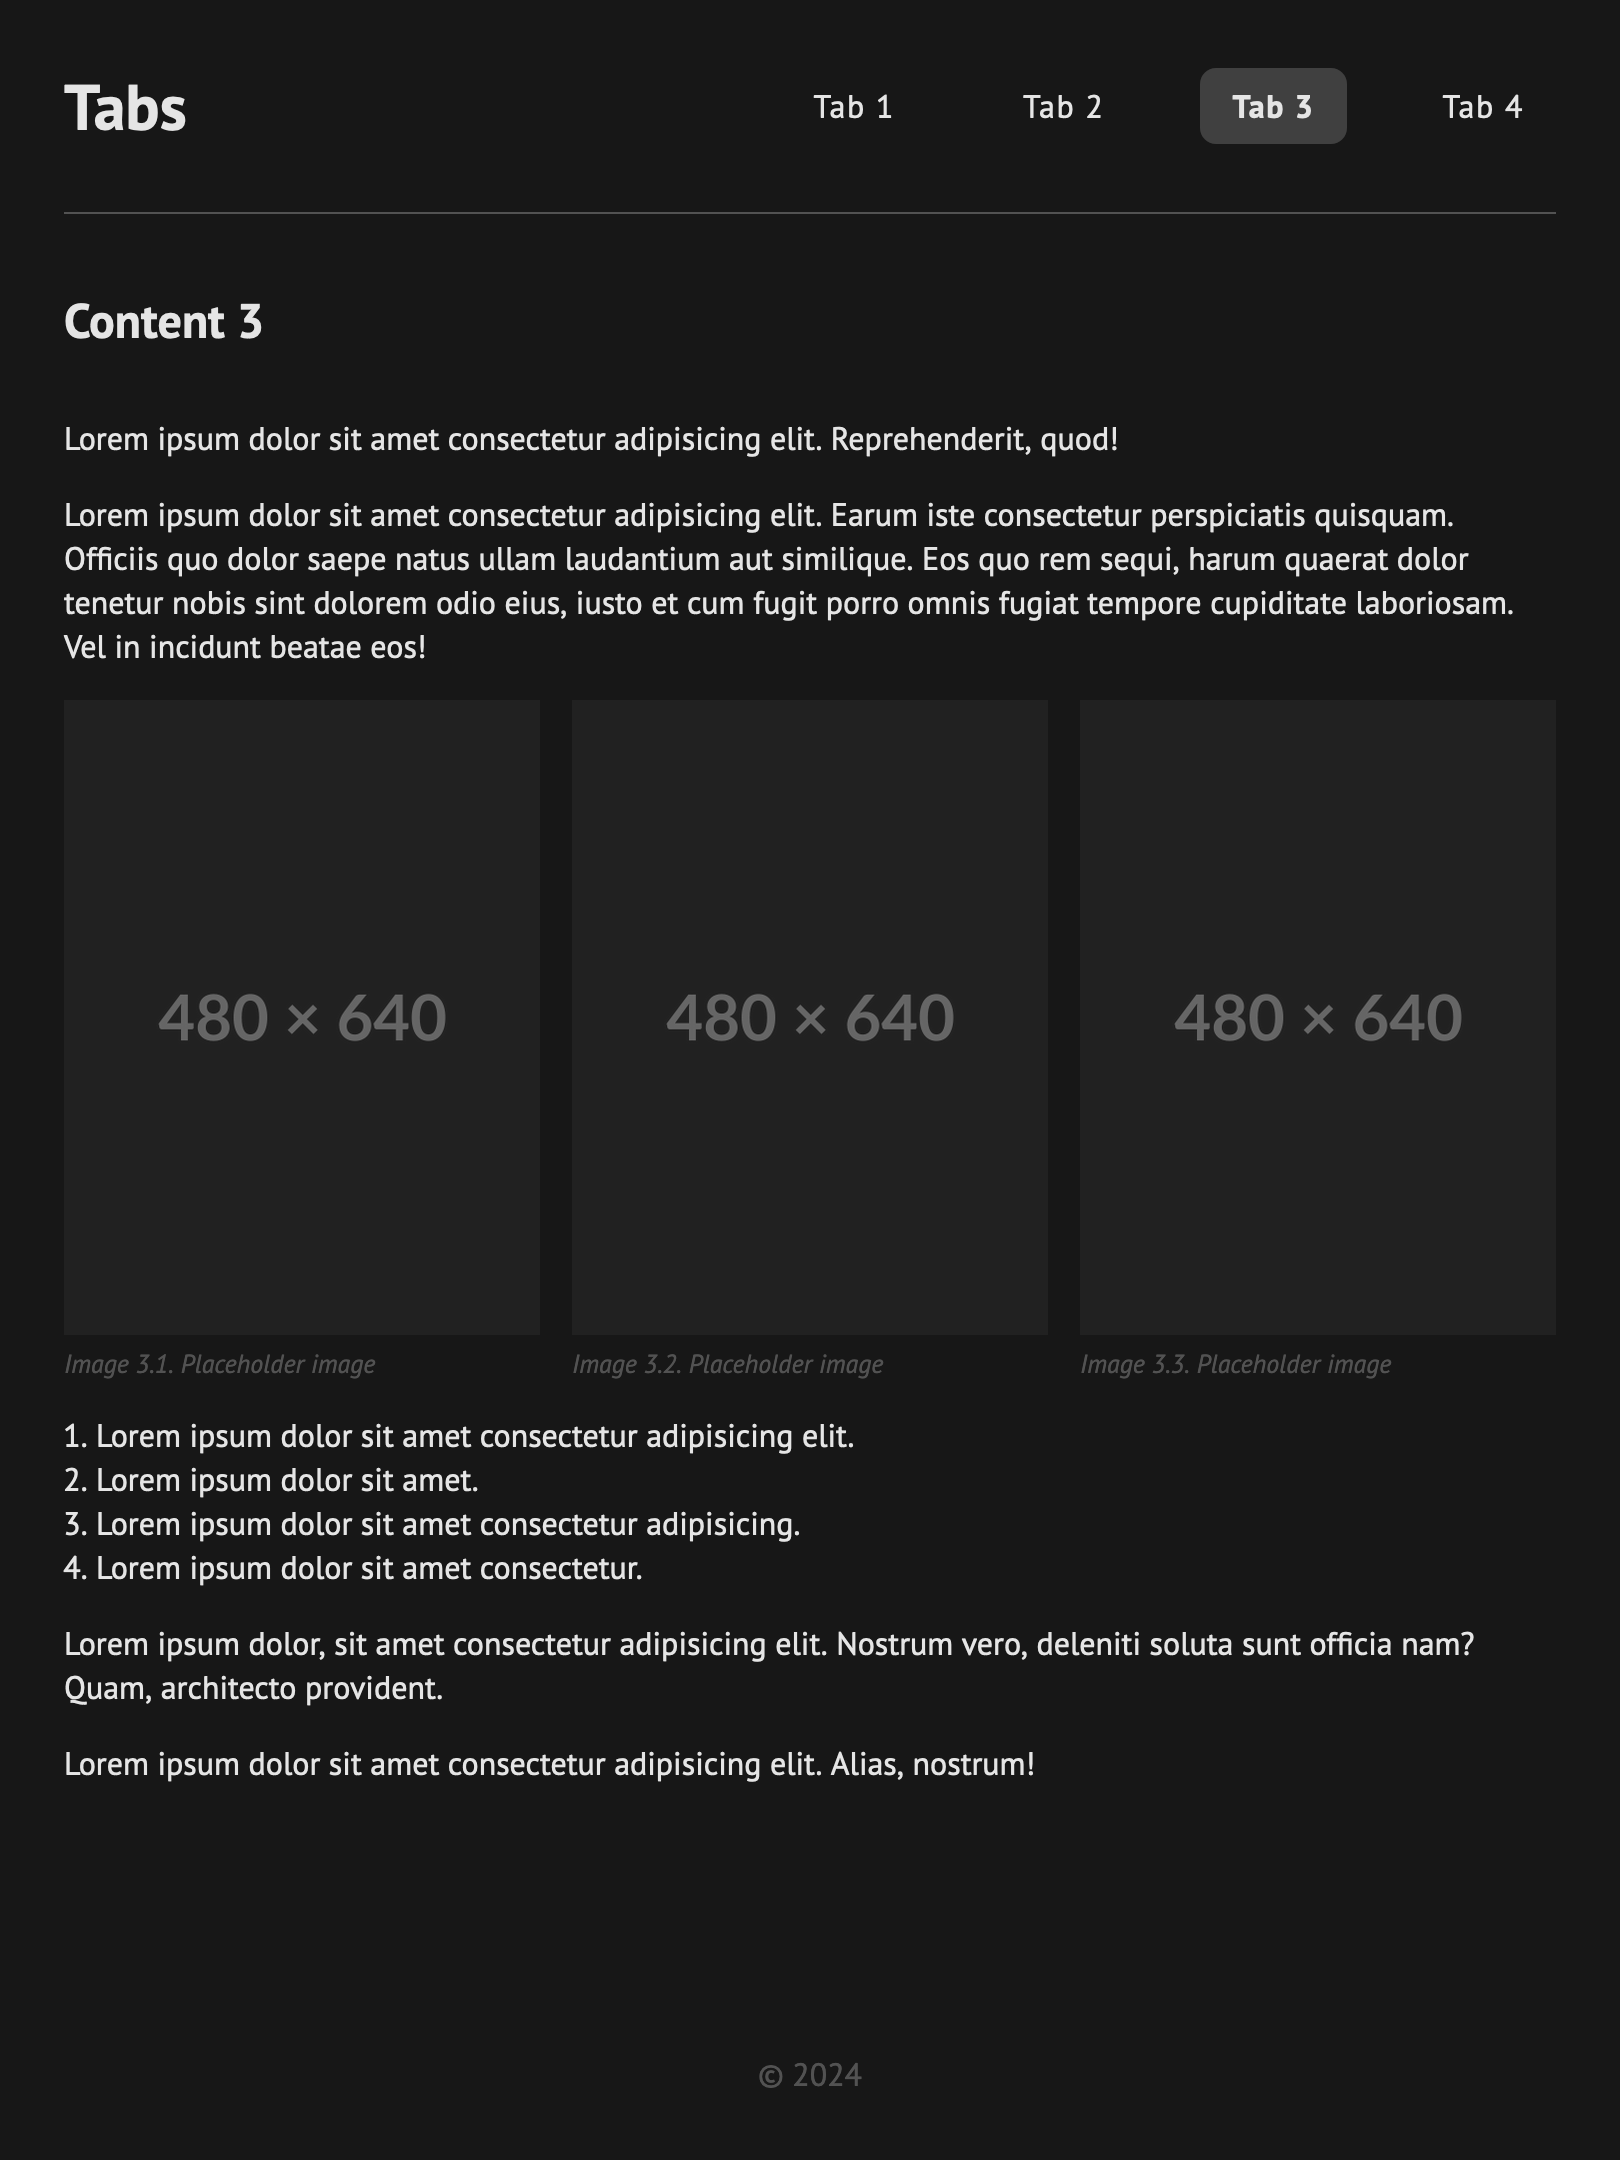 Tabs
Tab 1
Tab 2
Tab 3
Tab 4
Content 3
Lorem ipsum dolor sit amet consectetur adipisicing elit. Reprehenderit, quod!
Lorem ipsum dolor sit amet consectetur adipisicing elit. Earum iste consectetur perspiciatis quisquam.
Officiis quo dolor saepe natus ullam laudantium aut similique. Eos quo rem sequi, harum quaerat dolor
tenetur nobis sint dolorem odio eius, iusto et cum fugit porro omnis fugiat tempore cupiditate laboriosam.
Vel in incidunt beatae eos!
480 × 640
480 × 640
480 × 640
Image 3.1. Placeholder image
Image 3.2. Placeholder image
Image 3.3. Placeholder image
1. Lorem ipsum dolor sit amet consectetur adipisicing elit.
2. Lorem ipsum dolor sit amet.
3. Lorem ipsum dolor sit amet consectetur adipisicing.
4. Lorem ipsum dolor sit amet consectetur.
Lorem ipsum dolor, sit amet consectetur adipisicing elit. Nostrum vero, deleniti soluta sunt officia nam?
Quam, architecto provident.
Lorem ipsum dolor sit amet consectetur adipisicing elit. Alias, nostrum!
© 2024